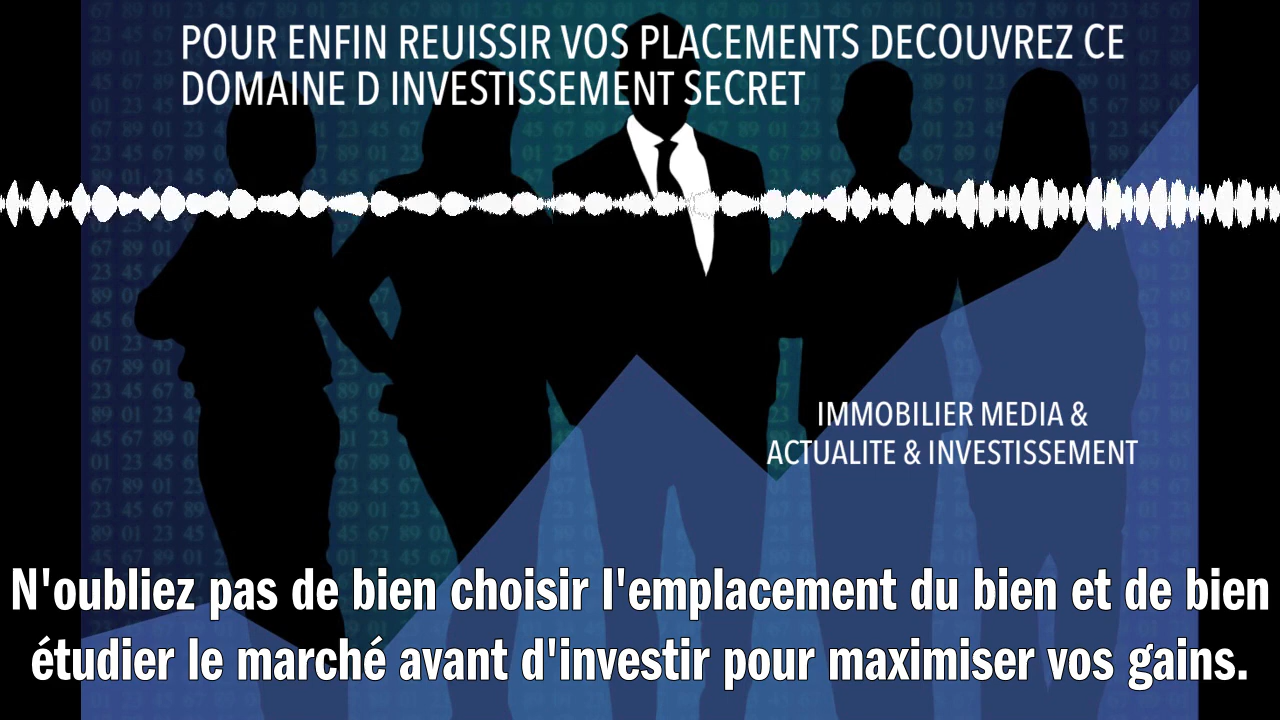 POUR ENFIN REUISSIR VOS PLACEMENTS DECOUVREZ CE
DOMAINE D INVESTISSEMENT SECRET
IMMOBILIER MEDIA &
ACTUALITE & INVESTISSEMENT
N'oubliez pas de bien choisir l'emplacement du bien et de bien
étudier le marché avant d'investir pour maximiser vos gains.